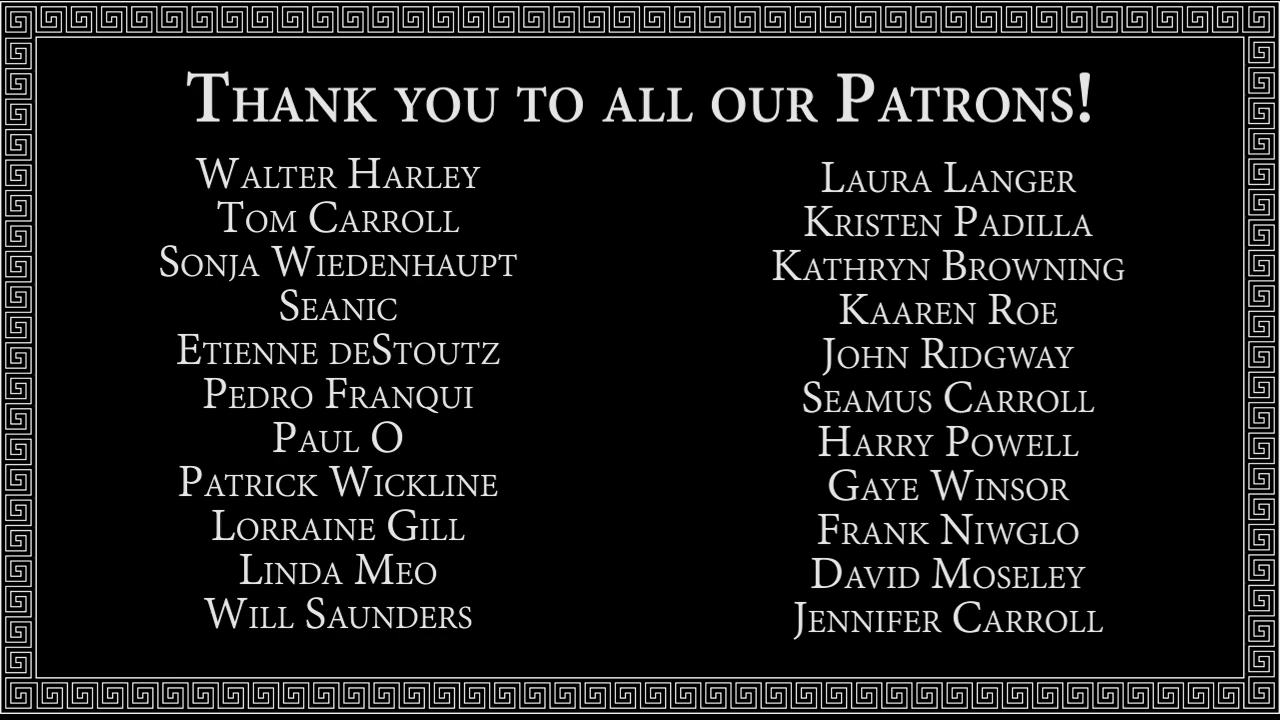 Thank you to all our Patrons!
Walter Harley
Tom Carroll
Sonja Wiedenhaupt
Seanic
Etienne deStoutz
Pedro Franqui
Paul O
Patrick Wickline
Lorraine Gill
Linda Meo
Will Saunders
Laura Langer
Kristen Padilla
Kathryn Browning
Kaaren Roe
John Ridgway
Seamus Carroll
Harry Powell
Gaye Winsor
Frank Niwglo
David Moseley
Jennifer Carroll